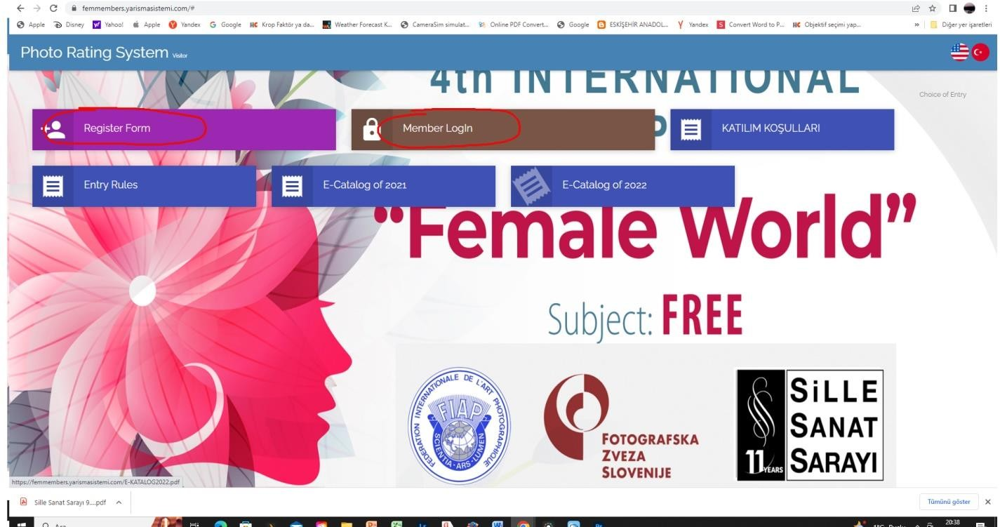 femmembers.yarismasistemi.com/#
Apple Disney Yahoo! Apple Yandex Google Krop Faktör ya da... Weather Forecast K... CameraSim simulat... Online PDF Convert... Google ESKİŞEHİR ANADOL... Yandex Convert Word to P... Objektif seçimi yap... » Diğer yer işaretleri
Photo Rating System Visitor
4th INTERNATIONAL
Choice of Entry
Register Form
Member LogIn
KATILIM KOŞULLARI
Entry Rules
E-Catalog of 2021
E-Catalog of 2022
“Female World”
Subject: FREE
FEDERATION INTERNATIONALE DE L'ART PHOTOGRAPHIQUE
FIAP
SCIENTIA-ARS-LUMEN
FOTOGRAFSKA
ZVEZA
SLOVENIJE
11 YEARS
SiLLE
SANAT
SARAYI
https://femmembers.yarismasistemi.com/E-KATALOG2022.pdf
Sille Sanat Sarayı 9....pdf
Tümünü göster
20:38